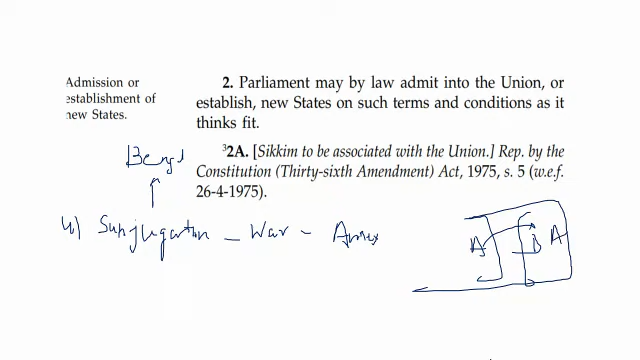 Admission or
establishment of
new States.
2. Parliament may by law admit into the Union, or
establish, new States on such terms and conditions as it
thinks fit.
³2A. [Sikkim to be associated with the Union.] Rep. by the
Constitution (Thirty-sixth Amendment) Act, 1975, s. 5 (w.e.f.
26-4-1975).
4) Subjugation – War – Annex
A B A